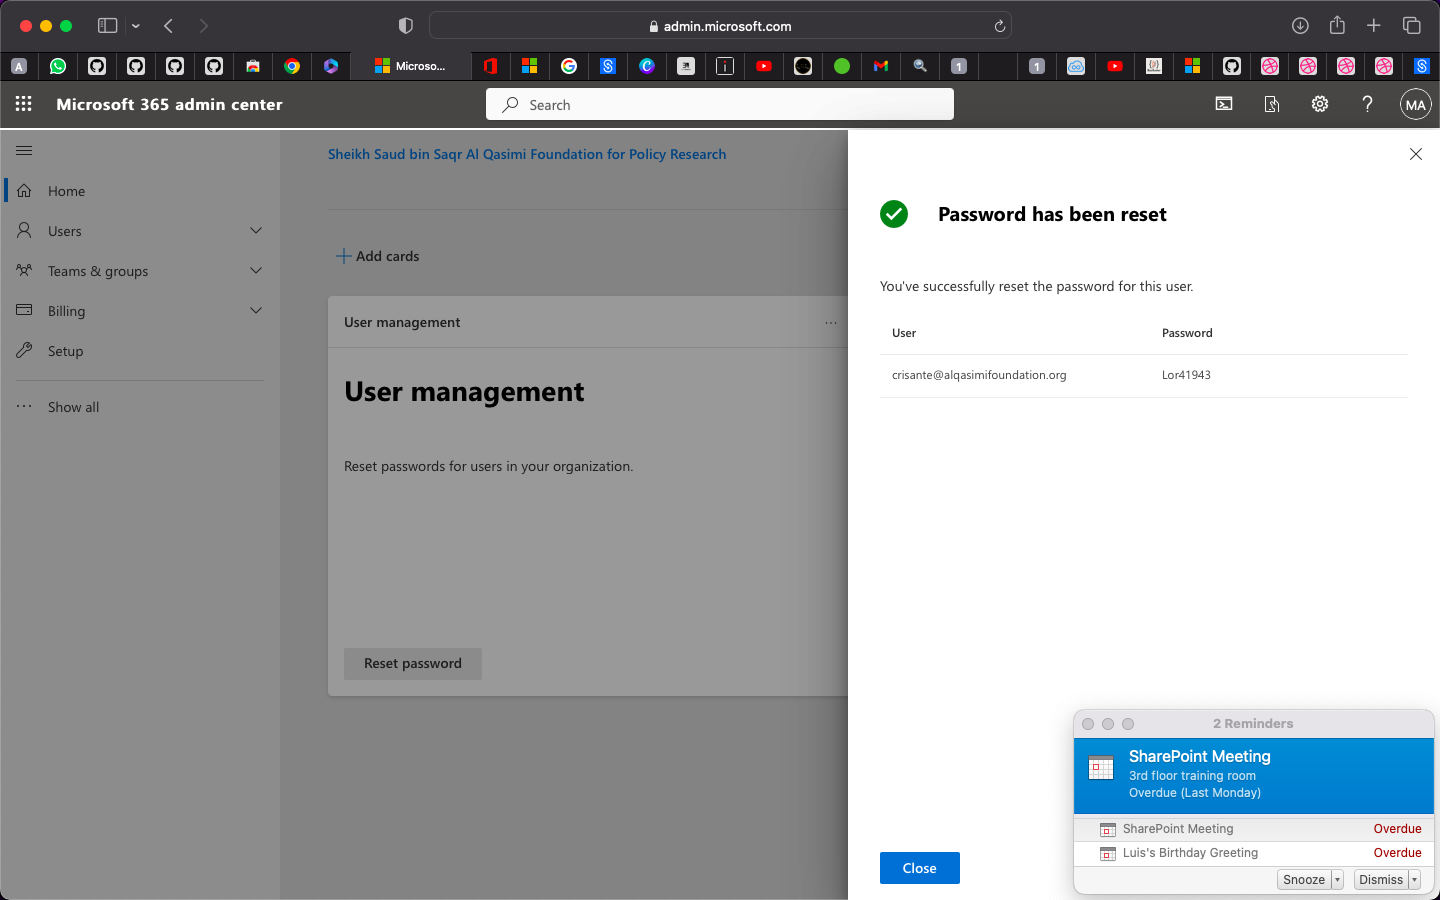 admin.microsoft.com
A
Microso...
1
1
Microsoft 365 admin center
Search
MA
Home
Users
Teams & groups
Billing
Setup
Show all
Sheikh Saud bin Saqr Al Qasimi Foundation for Policy Research
Add cards
User management
User management
Reset passwords for users in your organization.
Reset password
Password has been reset
You've successfully reset the password for this user.
User Password
crisante@alqasimifoundation.org Lor41943
Close
2 Reminders
SharePoint Meeting
3rd floor training room
Overdue (Last Monday)
SharePoint Meeting Overdue
Luis's Birthday Greeting Overdue
Snooze Dismiss